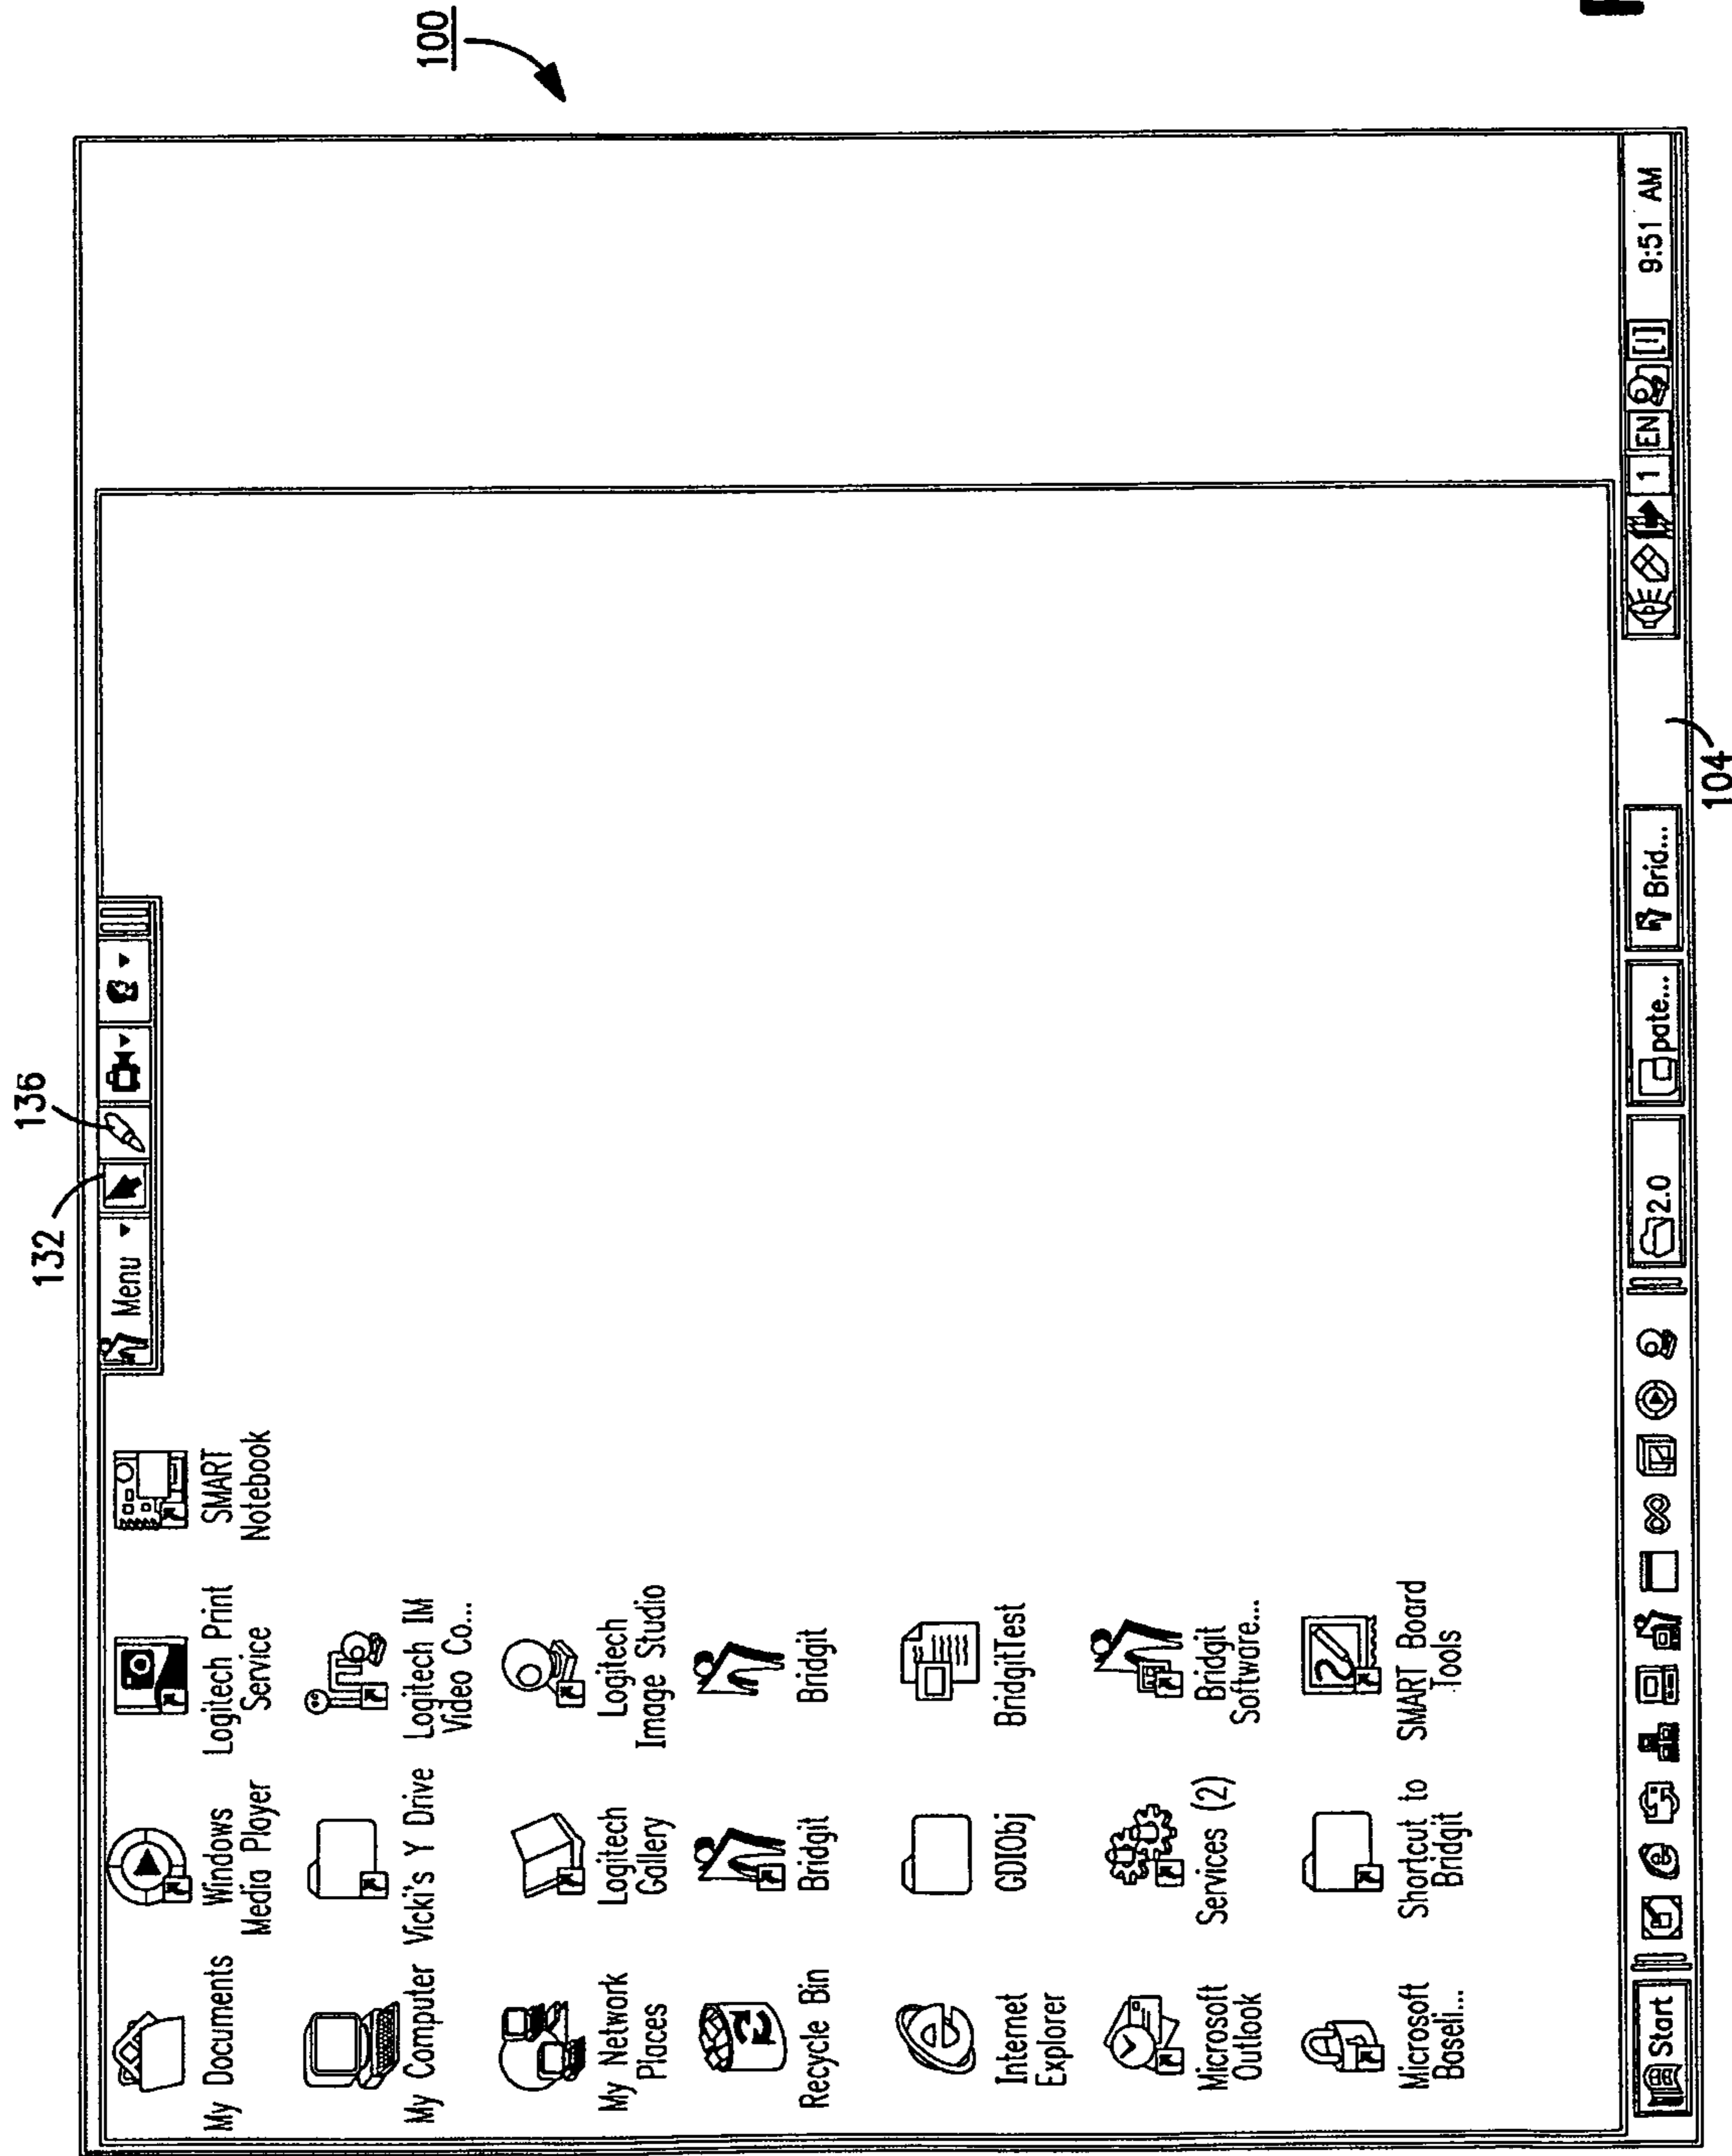 100
132
136
Menu
My Documents
Windows
Media Player
Logitech Print
Service
SMART
Notebook
My Computer
Vicki's Y Drive
Logitech IM
Video Co...
My Network
Places
Logitech
Gallery
Logitech
Image Studio
Recycle Bin
Bridgit
Bridgit
Internet
Explorer
GDIObj
BridgitTest
Microsoft
Outlook
Services (2)
Bridgit
Software...
Microsoft
Baseli...
Shortcut to
Bridgit
SMART Board
Tools
Start
2.0
pate...
Brid...
1
EN
9:51 AM
104